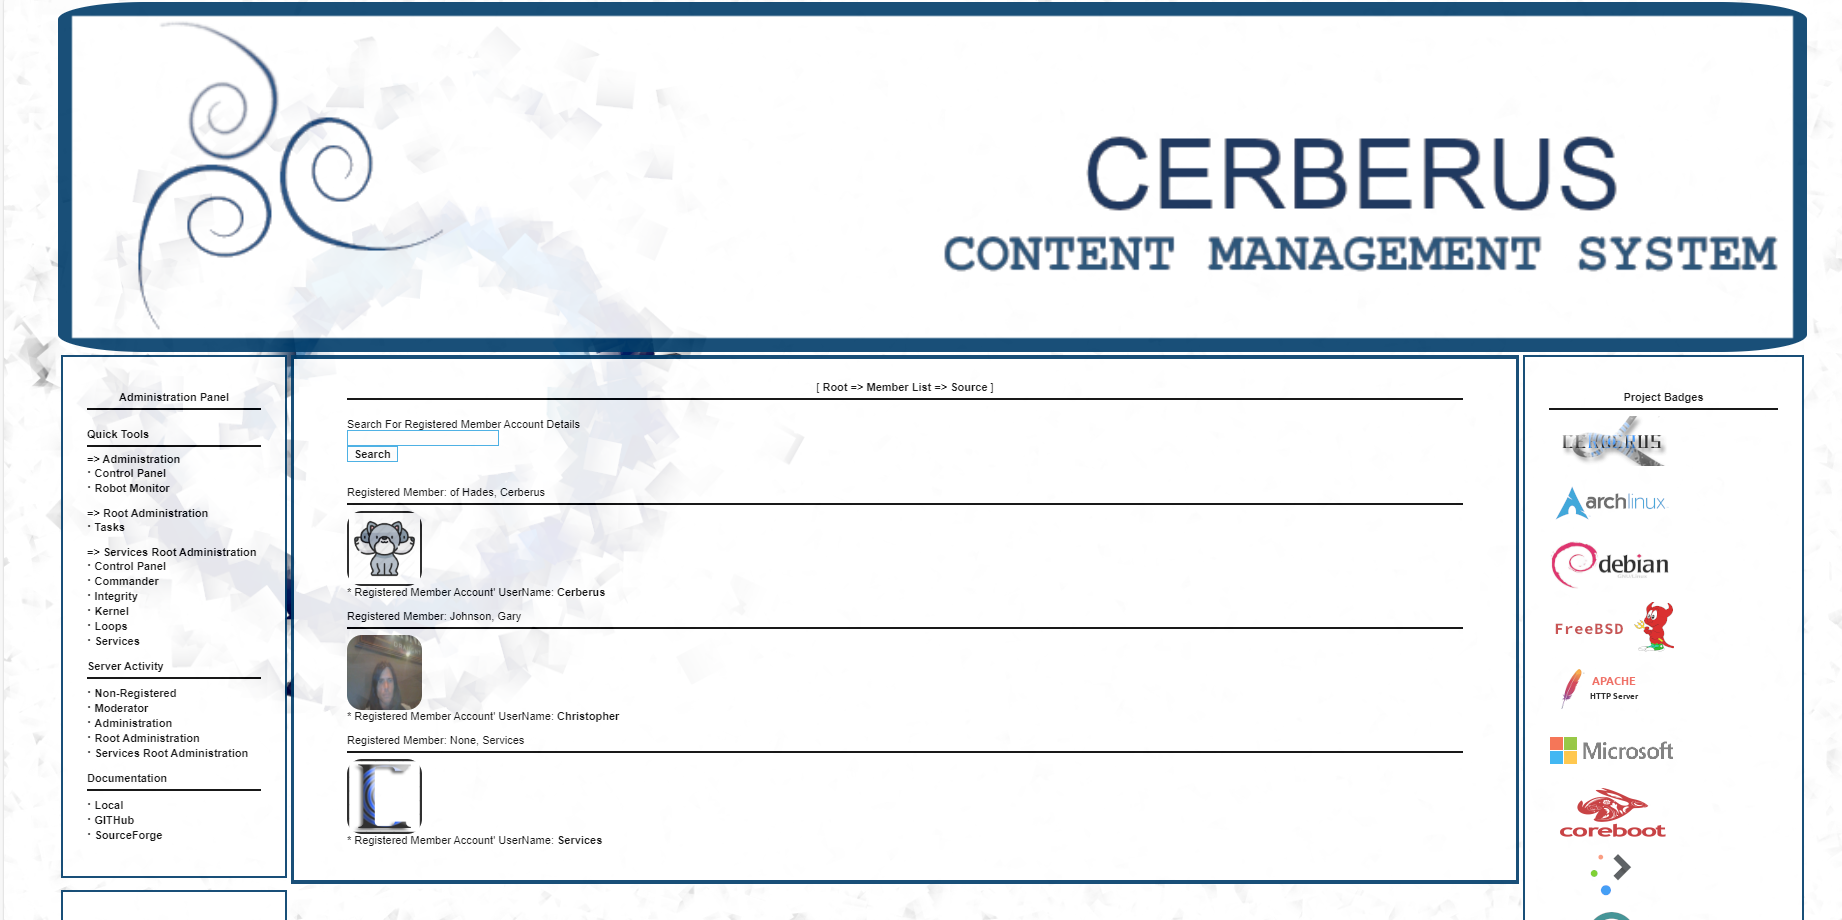 CERBERUS
CONTENT MANAGEMENT SYSTEM
Administration Panel
Quick Tools
=> Administration
· Control Panel
· Robot Monitor
=> Root Administration
· Tasks
=> Services Root Administration
· Control Panel
· Commander
· Integrity
· Kernel
· Loops
· Services
Server Activity
· Non-Registered
· Moderator
· Administration
· Root Administration
· Services Root Administration
Documentation
· Local
· GITHub
· SourceForge
[ Root => Member List => Source ]
Search For Registered Member Account Details
Search
Registered Member: of Hades, Cerberus
* Registered Member Account' UserName: Cerberus
Registered Member: Johnson, Gary
* Registered Member Account' UserName: Christopher
Registered Member: None, Services
* Registered Member Account' UserName: Services
Project Badges
CERBERUS
archlinux
debian
FreeBSD
APACHE
HTTP Server
Microsoft
coreboot